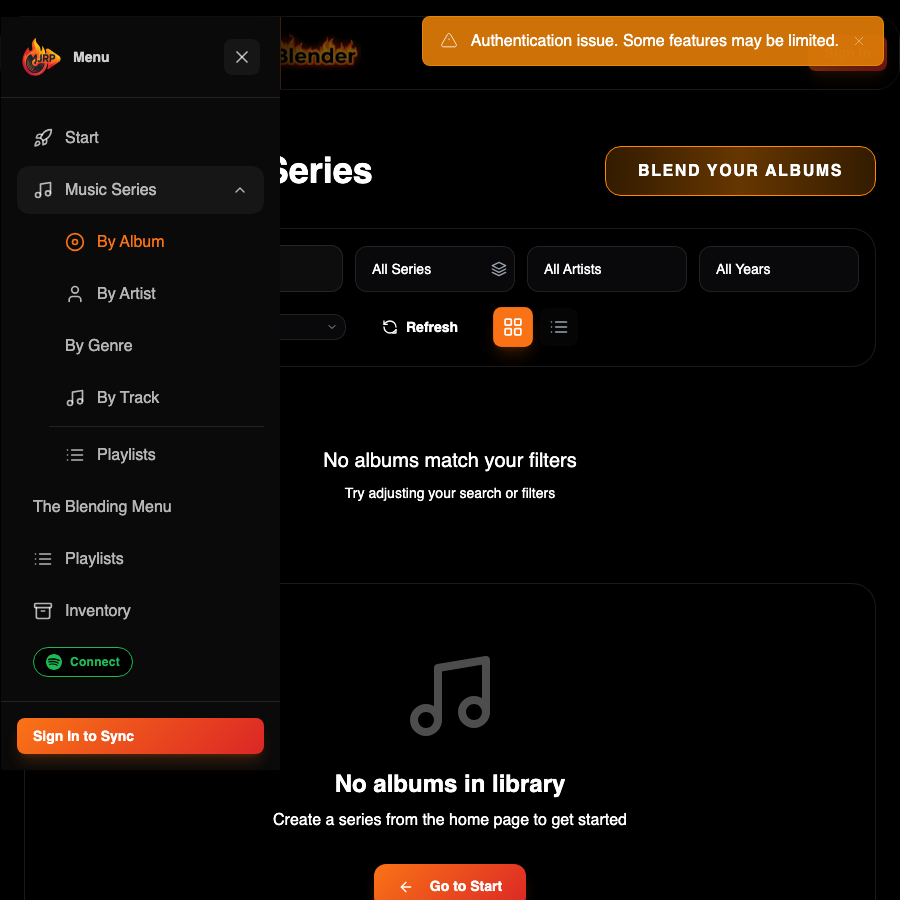 MJRP
Menu
Blender
Authentication issue. Some features may be limited.
Start
Music Series
Series
BLEND YOUR ALBUMS
By Album
All Series
All Artists
All Years
By Artist
Refresh
By Genre
By Track
Playlists
No albums match your filters
Try adjusting your search or filters
The Blending Menu
Playlists
Inventory
Connect
Sign In to Sync
No albums in library
Create a series from the home page to get started
Go to Start